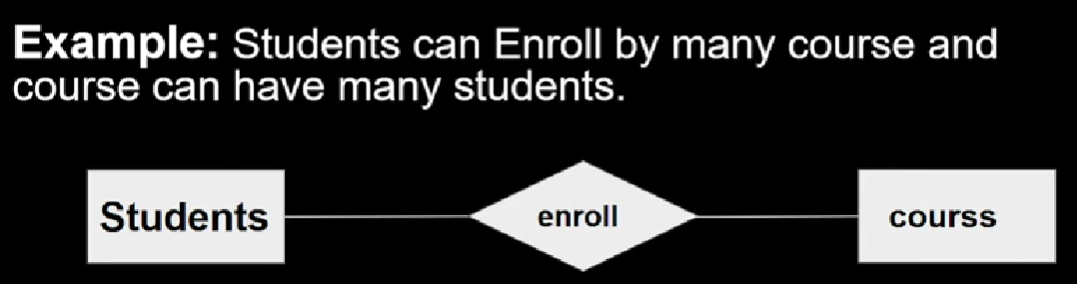 Example: Students can Enroll by many course and
course can have many students.
Students
enroll
courss